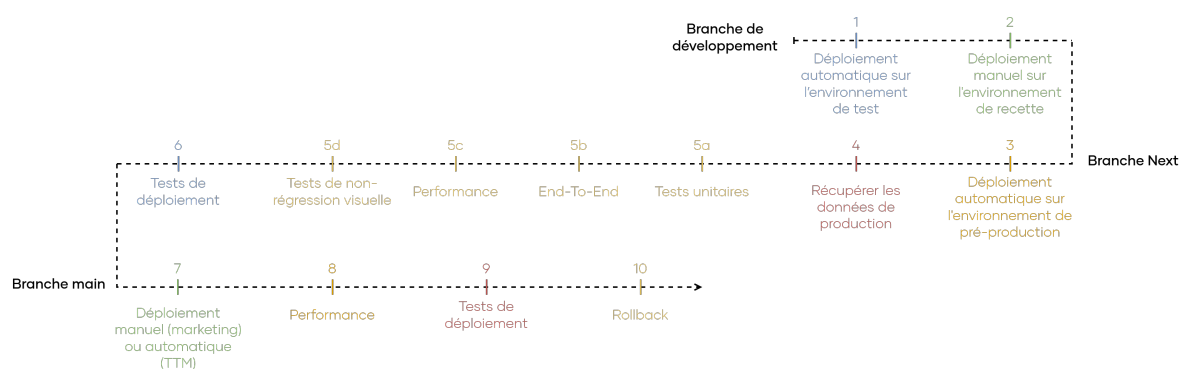 Branche de
développement
1
Déploiement
automatique sur
l'environnement
de test
2
Déploiement
manuel sur
l'environnement
de recette
Branche Next
3
Déploiement
automatique sur
l'environnement de
pré-production
4
Récupérer les
données de
production
5a
Tests unitaires
5b
End-To-End
5c
Performance
5d
Tests de non-
régression visuelle
6
Tests de
déploiement
Branche main
7
Déploiement
manuel (marketing)
ou automatique
(TTM)
8
Performance
9
Tests de
déploiement
10
Rollback